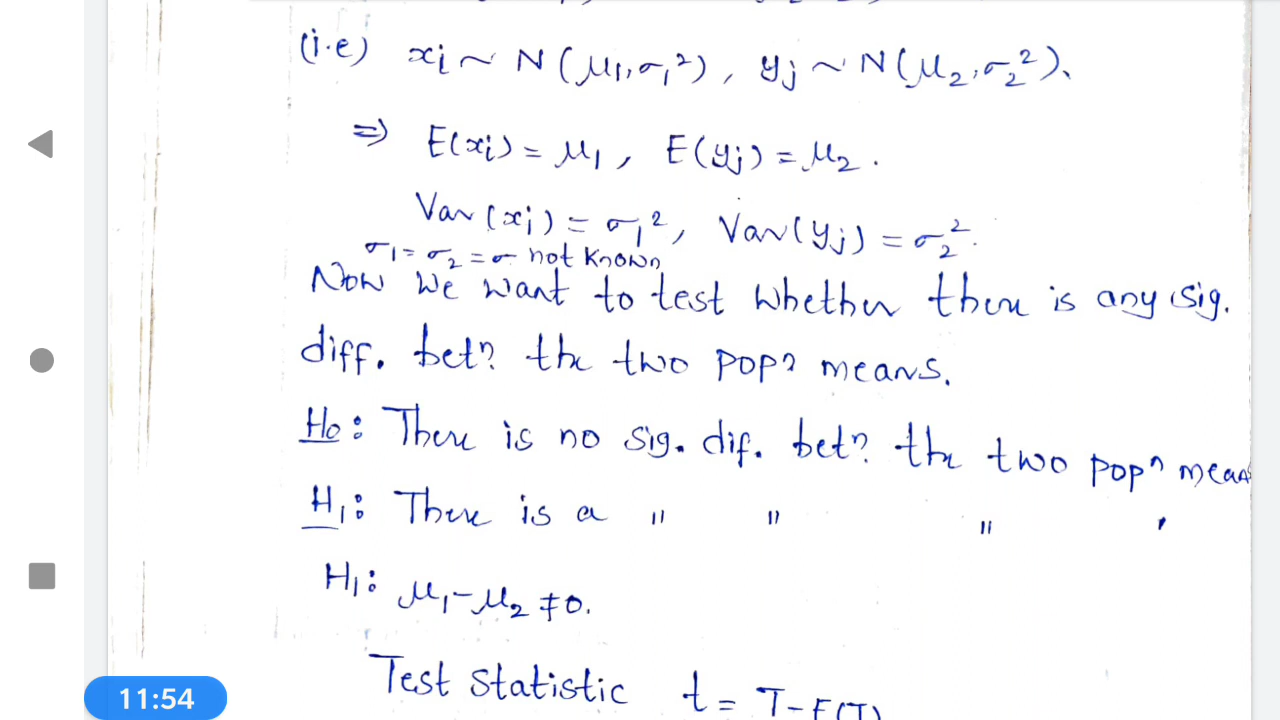 (i.e) xi ~ N(μ1, σ1²), yj ~ N(μ2, σ2²).
⇒ E(xi) = μ1, E(yj) = μ2.
Var(xi) = σ1², Var(yj) = σ2².
σ1 = σ2 = σ not known
Now we want to test whether there is any sig.
diff. betn the two popn means.
H0: There is no sig. dif. betn the two popn mean
H1: There is a " " " .
H1: μ1 - μ2 ≠ 0.
Test Statistic t = T - E(T)
11:54